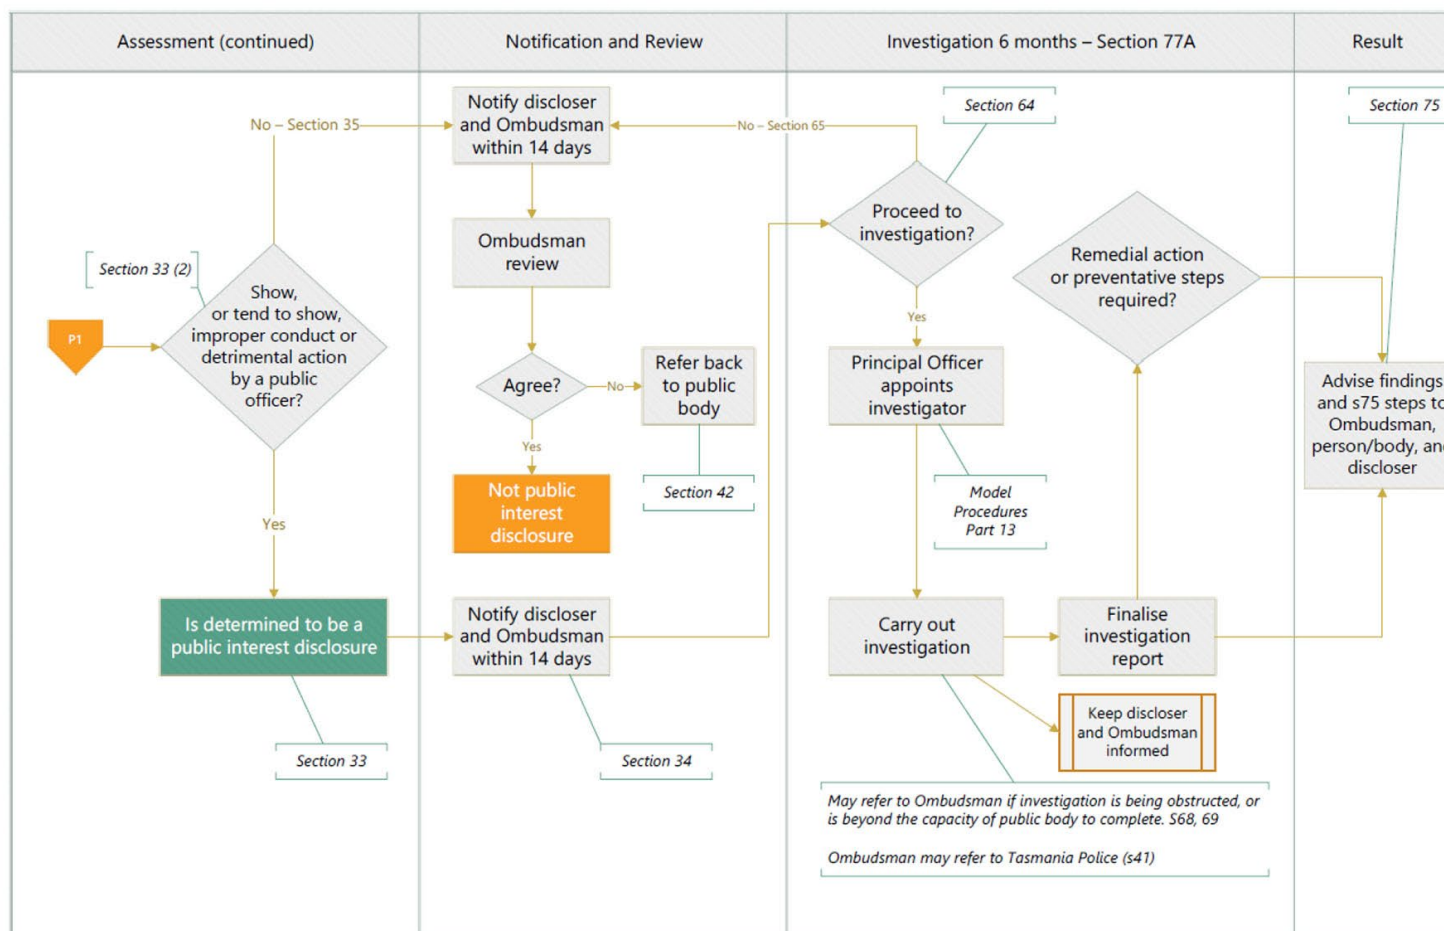 Assessment (continued)
Notification and Review
Investigation 6 months – Section 77A
Result
No – Section 35
Section 33 (2)
P1
Show,
or tend to show,
improper conduct or
detrimental action
by a public
officer?
Yes
Is determined to be a
public interest disclosure
Section 33
Notify discloser
and Ombudsman
within 14 days
Ombudsman
review
Agree?
No
Refer back
to public
body
Section 42
Yes
Not public
interest
disclosure
Notify discloser
and Ombudsman
within 14 days
Section 34
No – Section 65
Section 64
Proceed to
investigation?
Yes
Principal Officer
appoints
investigator
Model
Procedures
Part 13
Carry out
investigation
Finalise
investigation
report
Keep discloser
and Ombudsman
informed
May refer to Ombudsman if investigation is being obstructed, or
is beyond the capacity of public body to complete. S68, 69
Ombudsman may refer to Tasmania Police (s41)
Remedial action
or preventative steps
required?
Section 75
Advise findings
and s75 steps to
Ombudsman,
person/body, and
discloser